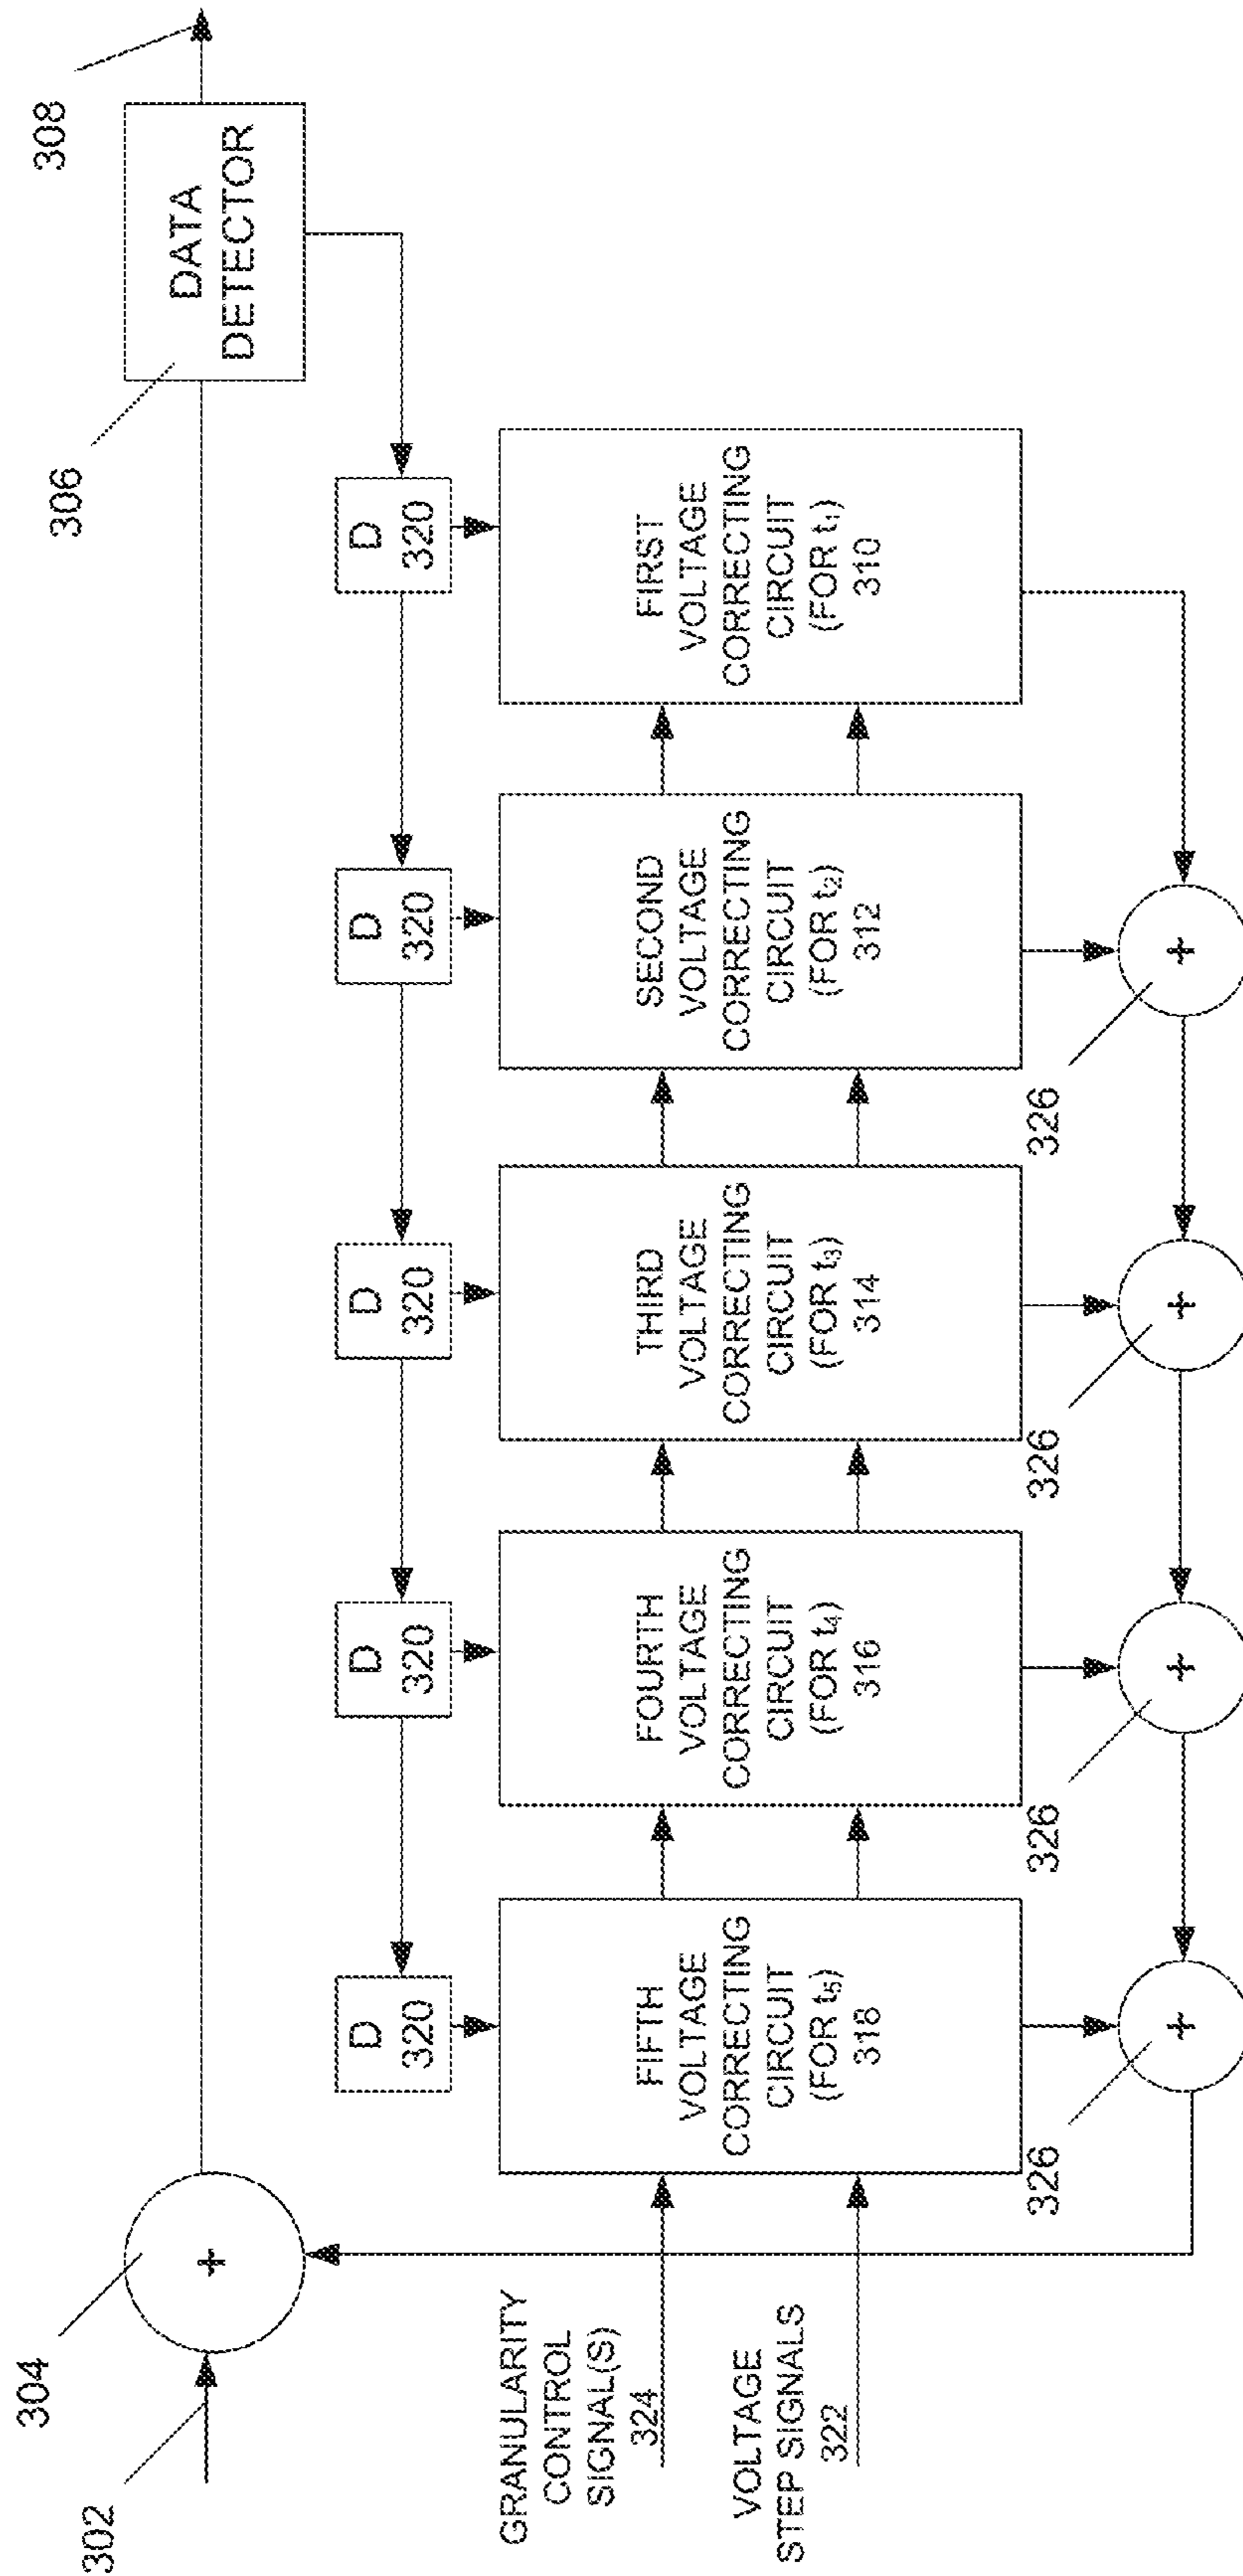 302
304
306
DATA
DETECTOR
308
D
320
D
320
D
320
D
320
D
320
GRANULARITY
CONTROL
SIGNAL(S)
324
VOLTAGE
STEP SIGNALS
322
FIFTH
VOLTAGE
CORRECTING
CIRCUIT
(FOR t₅)
318
FOURTH
VOLTAGE
CORRECTING
CIRCUIT
(FOR t₄)
316
THIRD
VOLTAGE
CORRECTING
CIRCUIT
(FOR t₃)
314
SECOND
VOLTAGE
CORRECTING
CIRCUIT
(FOR t₂)
312
FIRST
VOLTAGE
CORRECTING
CIRCUIT
(FOR t₁)
310
+
326
+
326
+
326
+
326
+